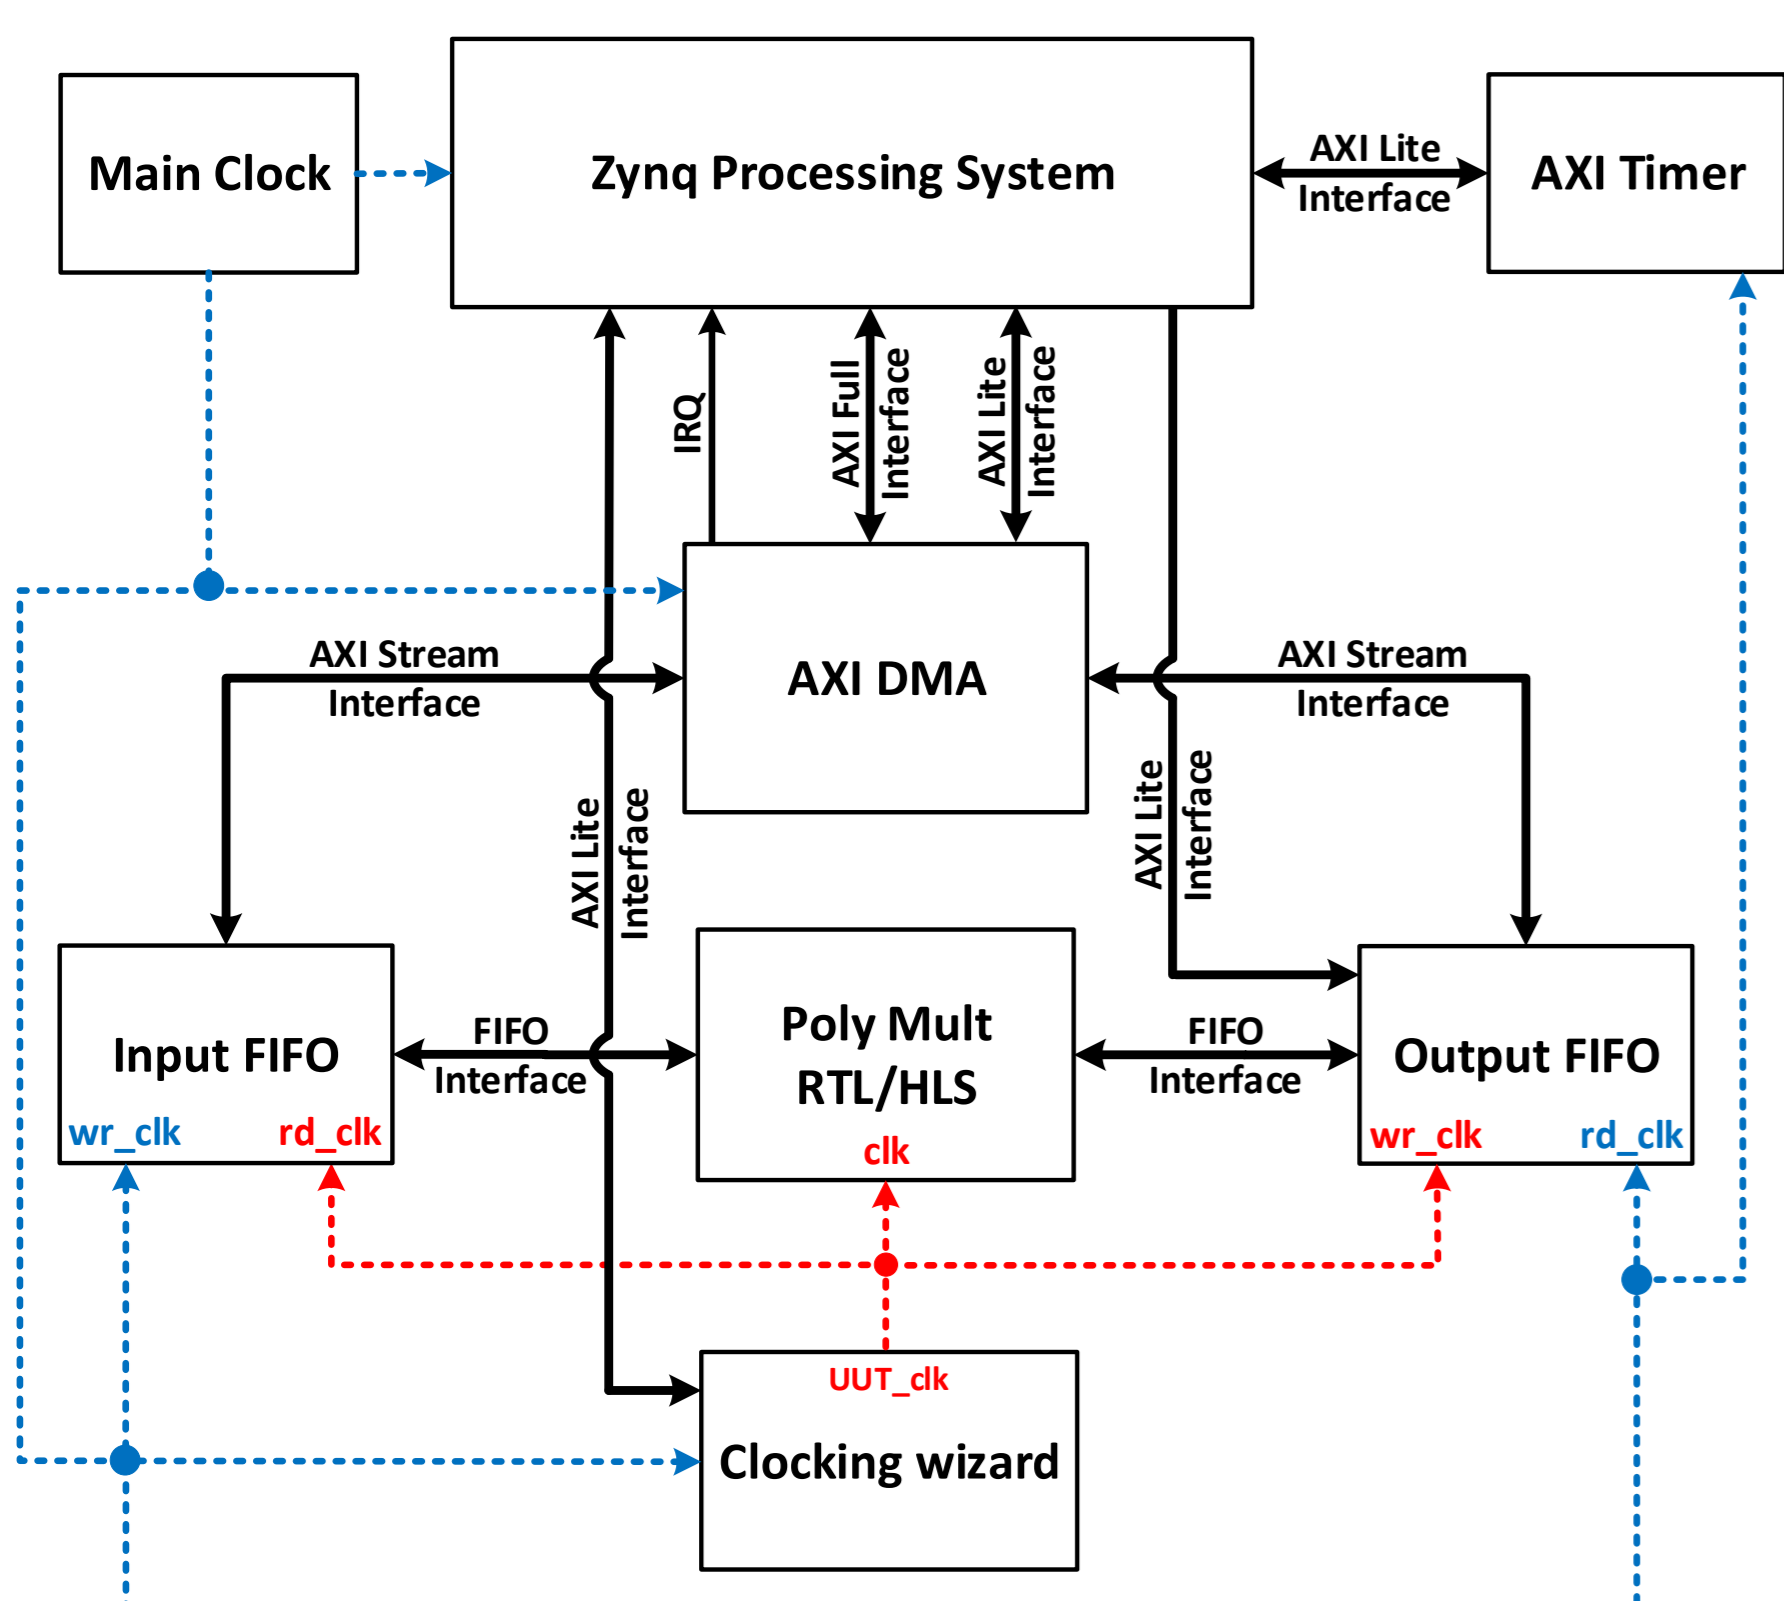 Main Clock
Zynq Processing System
AXI Lite
Interface
AXI Timer
IRQ
AXI Full
Interface
AXI Lite
Interface
AXI Stream
Interface
AXI DMA
AXI Stream
Interface
AXI Lite
Interface
AXI Lite
Interface
Input FIFO
wr_clk
rd_clk
FIFO
Interface
Poly Mult
RTL/HLS
clk
FIFO
Interface
Output FIFO
wr_clk
rd_clk
UUT_clk
Clocking wizard